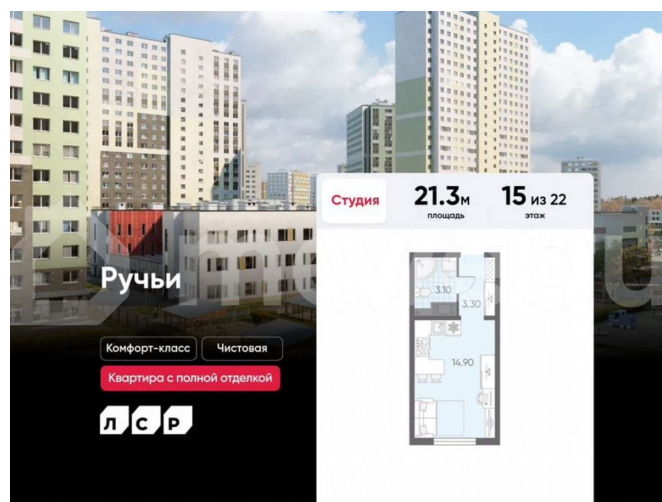 Студия
21.3м
площадь
15 из 22
этаж
Ручьи
3.10
3.30
14.90
Комфорт-класс
Чистовая
Квартира с полной отделкой
ЛСР